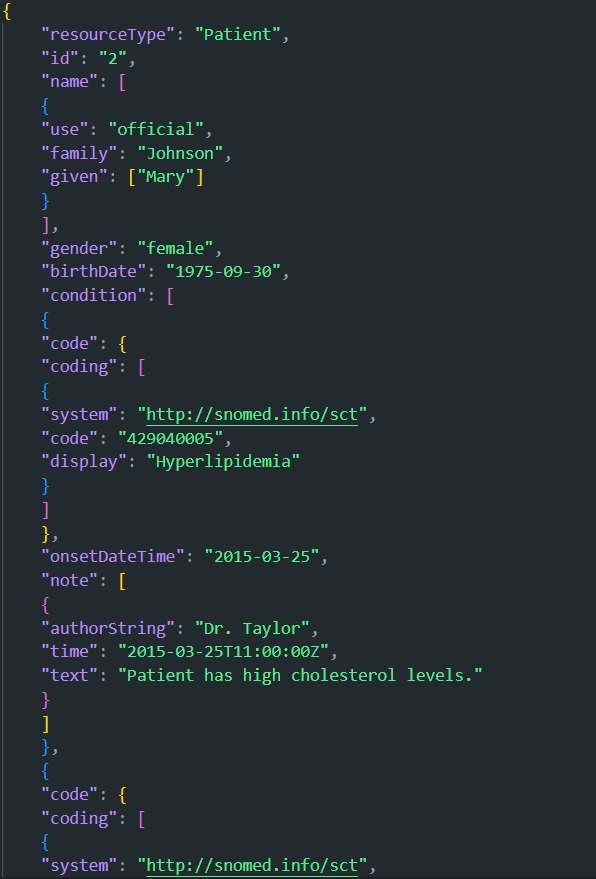 {
"resourceType": "Patient",
"id": "2",
"name": [
{
"use": "official",
"family": "Johnson",
"given": ["Mary"]
}
],
"gender": "female",
"birthDate": "1975-09-30",
"condition": [
{
"code": {
"coding": [
{
"system": "http://snomed.info/sct",
"code": "429040005",
"display": "Hyperlipidemia"
}
]
},
"onsetDateTime": "2015-03-25",
"note": [
{
"authorString": "Dr. Taylor",
"time": "2015-03-25T11:00:00Z",
"text": "Patient has high cholesterol levels."
}
]
},
{
"code": {
"coding": [
{
"system": "http://snomed.info/sct",